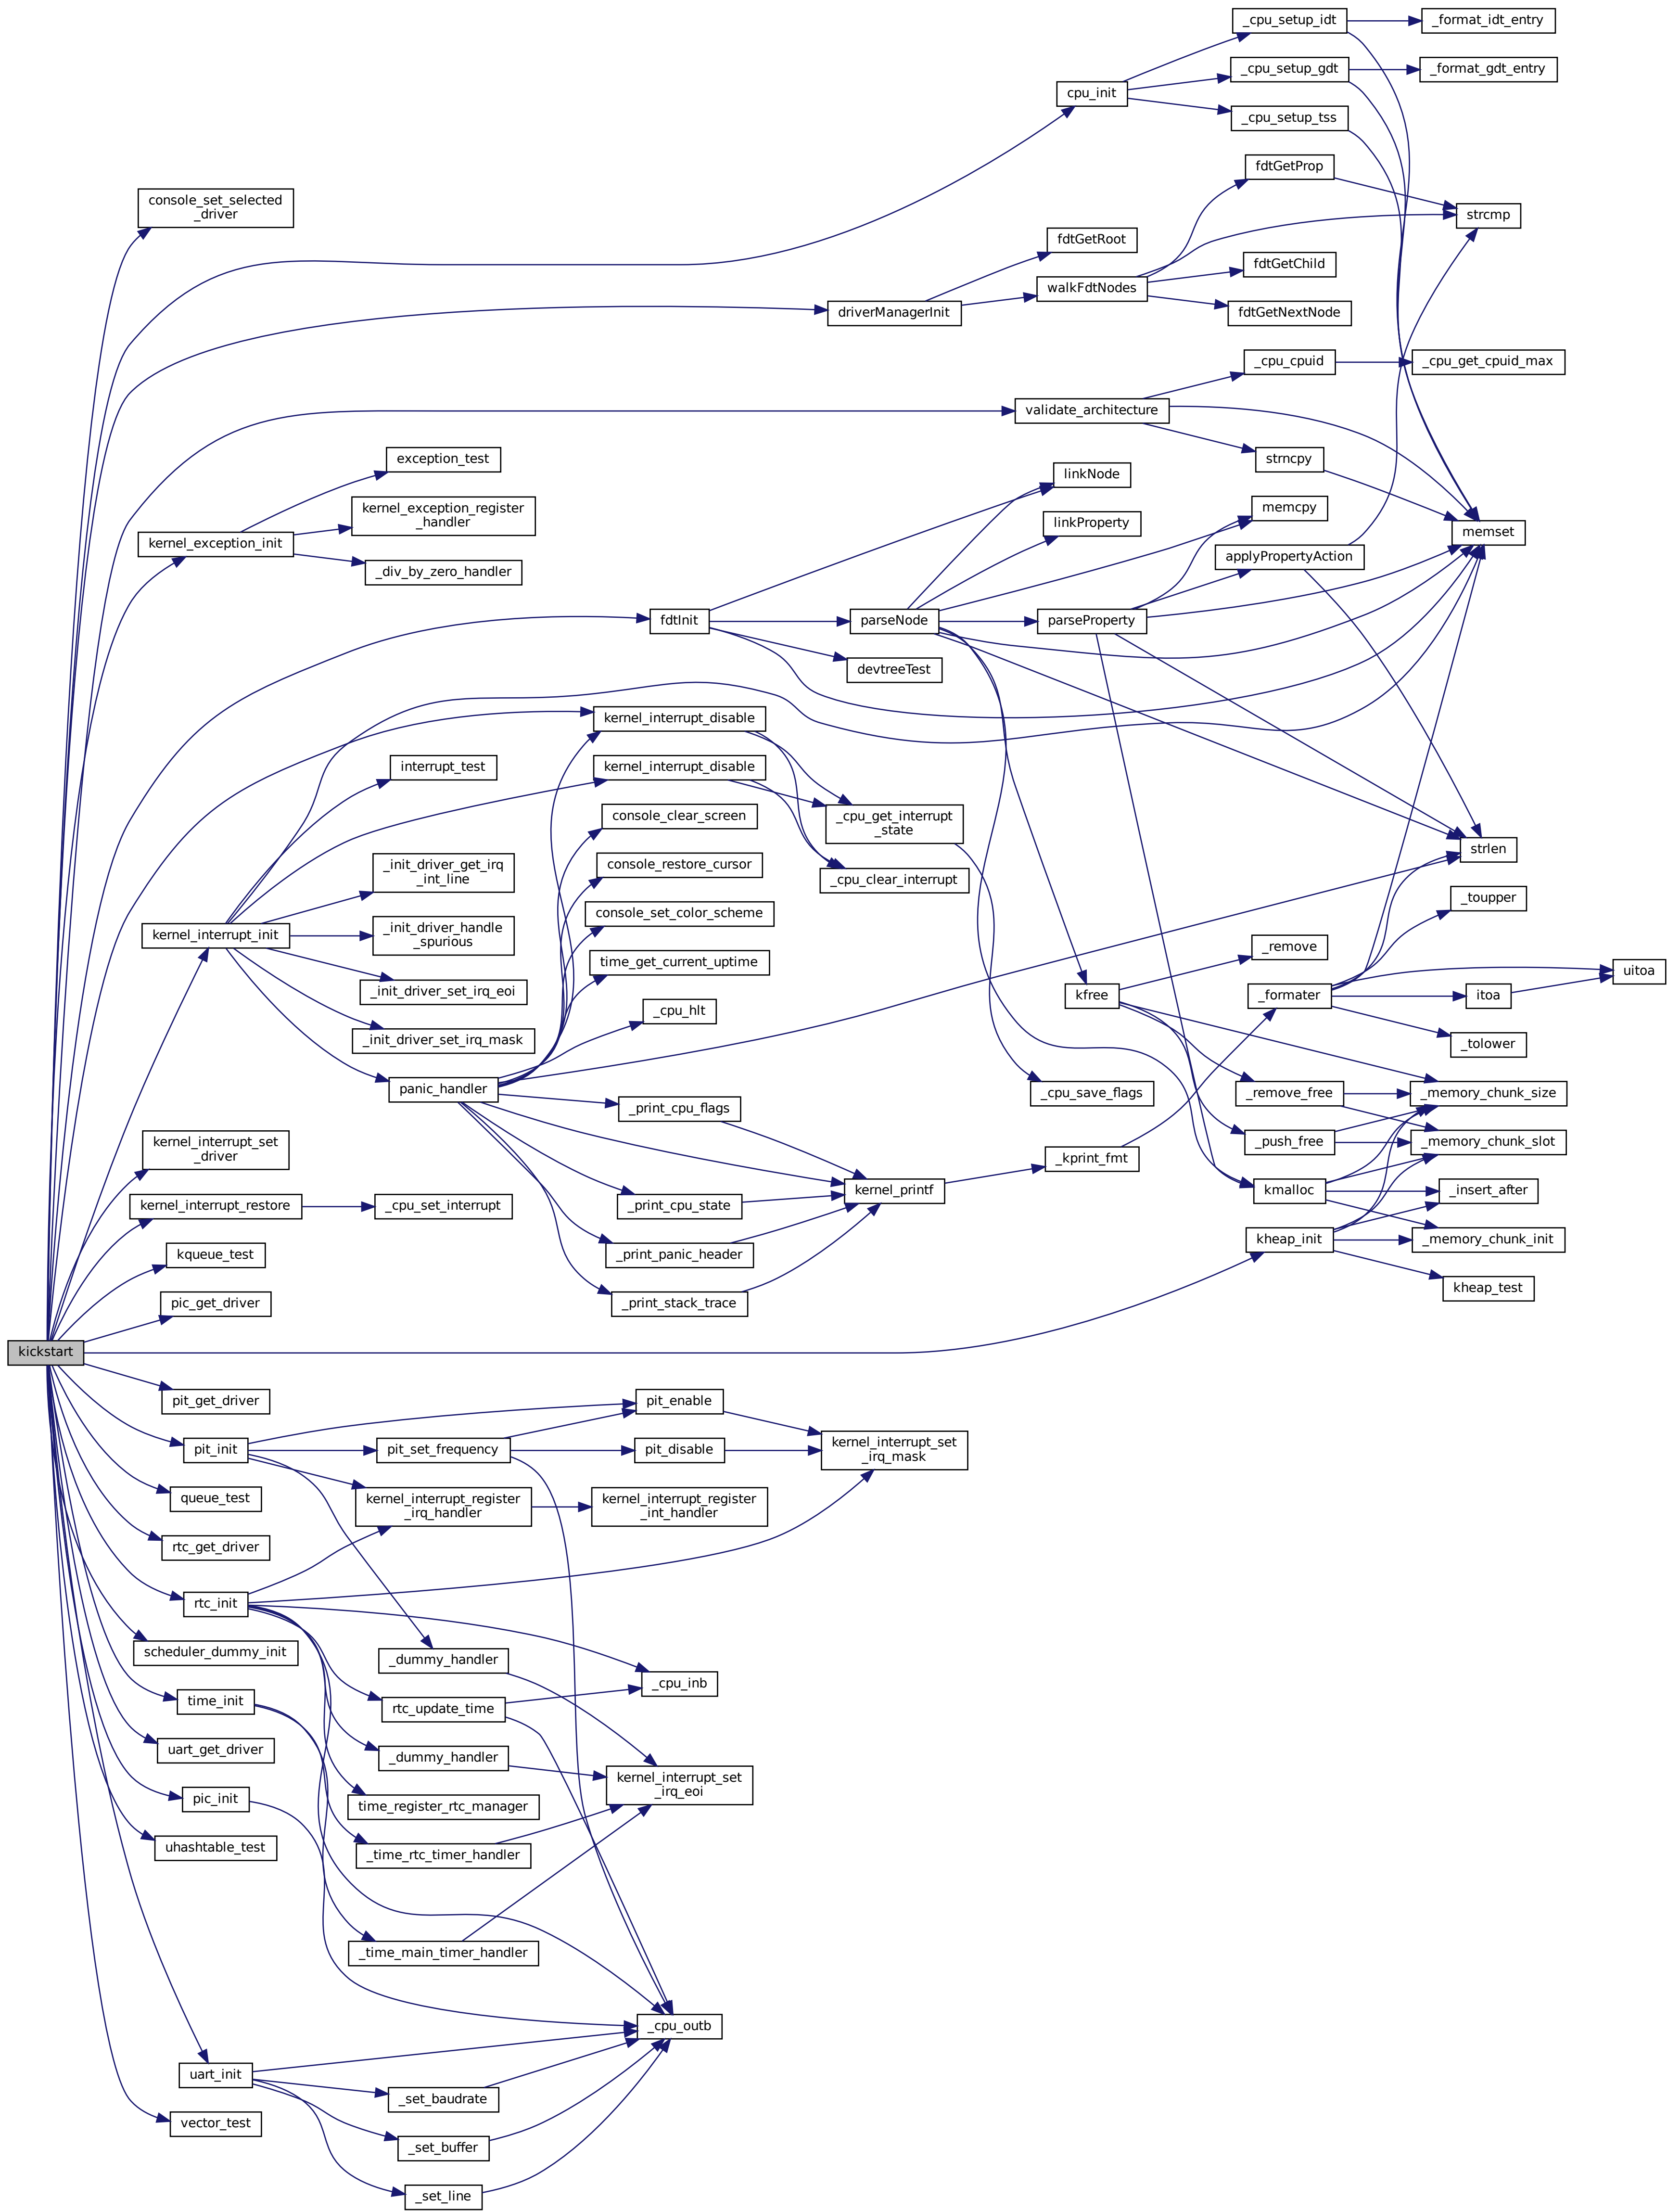 _cpu_setup_idt
_format_idt_entry
_cpu_setup_gdt
_format_gdt_entry
cpu_init
_cpu_setup_tss
fdtGetProp
console_set_selected
_driver
strcmp
fdtGetRoot
fdtGetChild
walkFdtNodes
driverManagerInit
fdtGetNextNode
_cpu_cpuid
_cpu_get_cpuid_max
validate_architecture
exception_test
strncpy
linkNode
kernel_exception_register
_handler
memcpy
linkProperty
memset
kernel_exception_init
applyPropertyAction
_div_by_zero_handler
fdtInit
parseNode
parseProperty
devtreeTest
kernel_interrupt_disable
interrupt_test
kernel_interrupt_disable
console_clear_screen
_cpu_get_interrupt
_state
strlen
console_restore_cursor
_init_driver_get_irq
_int_line
_cpu_clear_interrupt
_toupper
console_set_color_scheme
kernel_interrupt_init
_init_driver_handle
_spurious
_remove
time_get_current_uptime
uitoa
_init_driver_set_irq_eoi
kfree
_formater
itoa
_cpu_hlt
_init_driver_set_irq_mask
_tolower
panic_handler
_cpu_save_flags
_remove_free
_memory_chunk_size
_print_cpu_flags
_push_free
_memory_chunk_slot
kernel_interrupt_set
_driver
_kprint_fmt
kernel_printf
kmalloc
_insert_after
kernel_interrupt_restore
_cpu_set_interrupt
_print_cpu_state
kheap_init
_memory_chunk_init
kqueue_test
_print_panic_header
kheap_test
pic_get_driver
_print_stack_trace
kickstart
pit_get_driver
pit_enable
pit_init
pit_set_frequency
pit_disable
kernel_interrupt_set
_irq_mask
queue_test
kernel_interrupt_register
_irq_handler
kernel_interrupt_register
_int_handler
rtc_get_driver
rtc_init
scheduler_dummy_init
_dummy_handler
_cpu_inb
time_init
rtc_update_time
uart_get_driver
_dummy_handler
kernel_interrupt_set
_irq_eoi
pic_init
time_register_rtc_manager
uhashtable_test
_time_rtc_timer_handler
_time_main_timer_handler
_cpu_outb
uart_init
_set_baudrate
vector_test
_set_buffer
_set_line